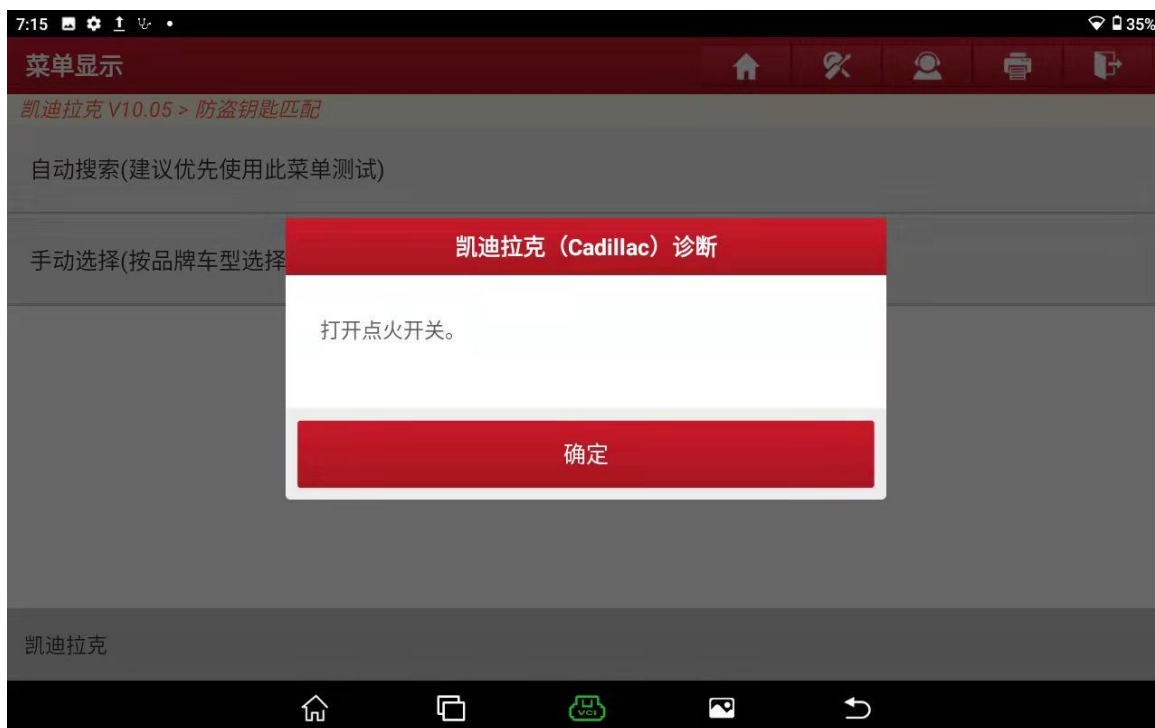 7:15
35%
菜单显示
凯迪拉克 V10.05 > 防盗钥匙匹配
自动搜索(建议优先使用此菜单测试)
手动选择(按品牌车型选择
凯迪拉克（Cadillac）诊断
打开点火开关。
确定
凯迪拉克
VCI